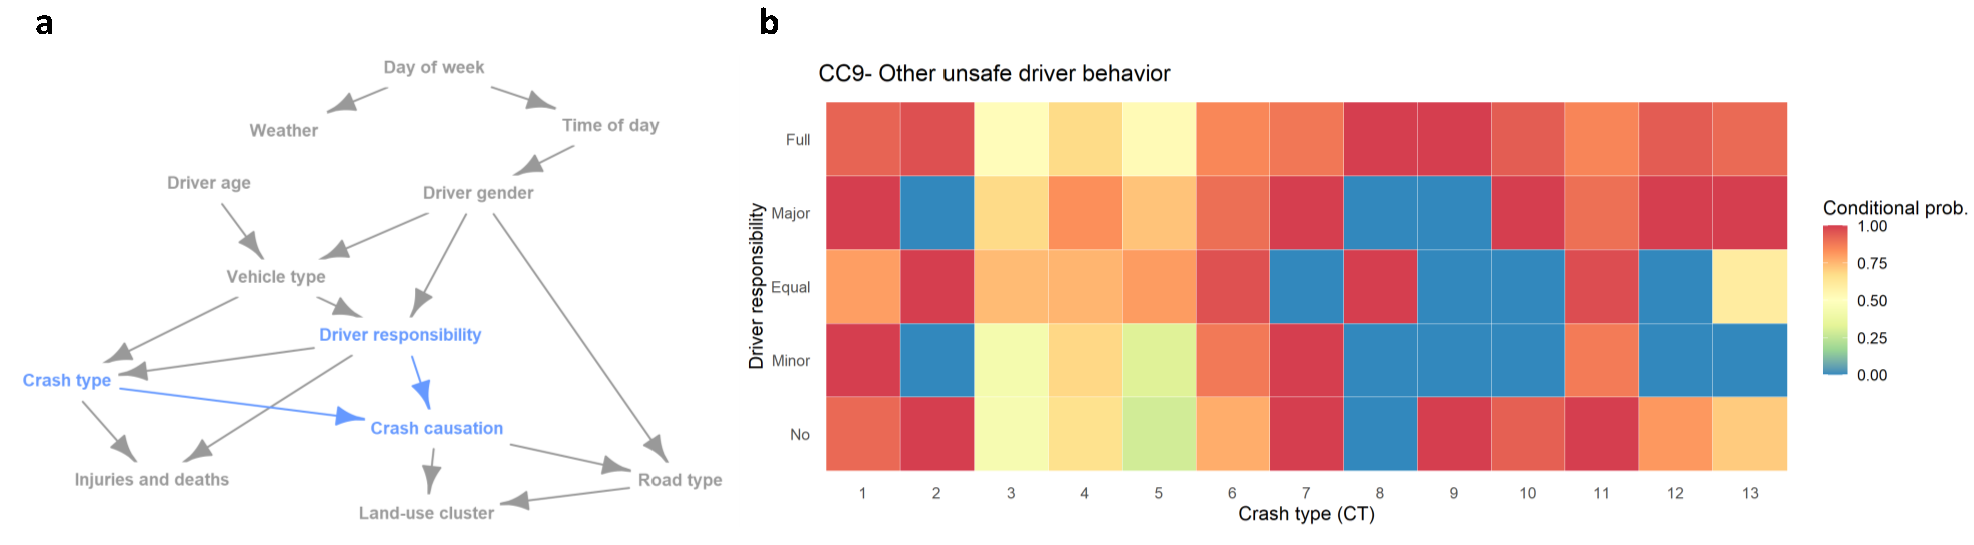 a
Day of week
Weather
Time of day
Driver age
Driver gender
Vehicle type
Driver responsibility
Crash type
Crash causation
Injuries and deaths
Road type
Land-use cluster
b
CC9- Other unsafe driver behavior
Driver responsibility
Full
Major
Equal
Minor
No
1 2 3 4 5 6 7 8 9 10 11 12 13
Crash type (CT)
Conditional prob.
1.00
0.75
0.50
0.25
0.00